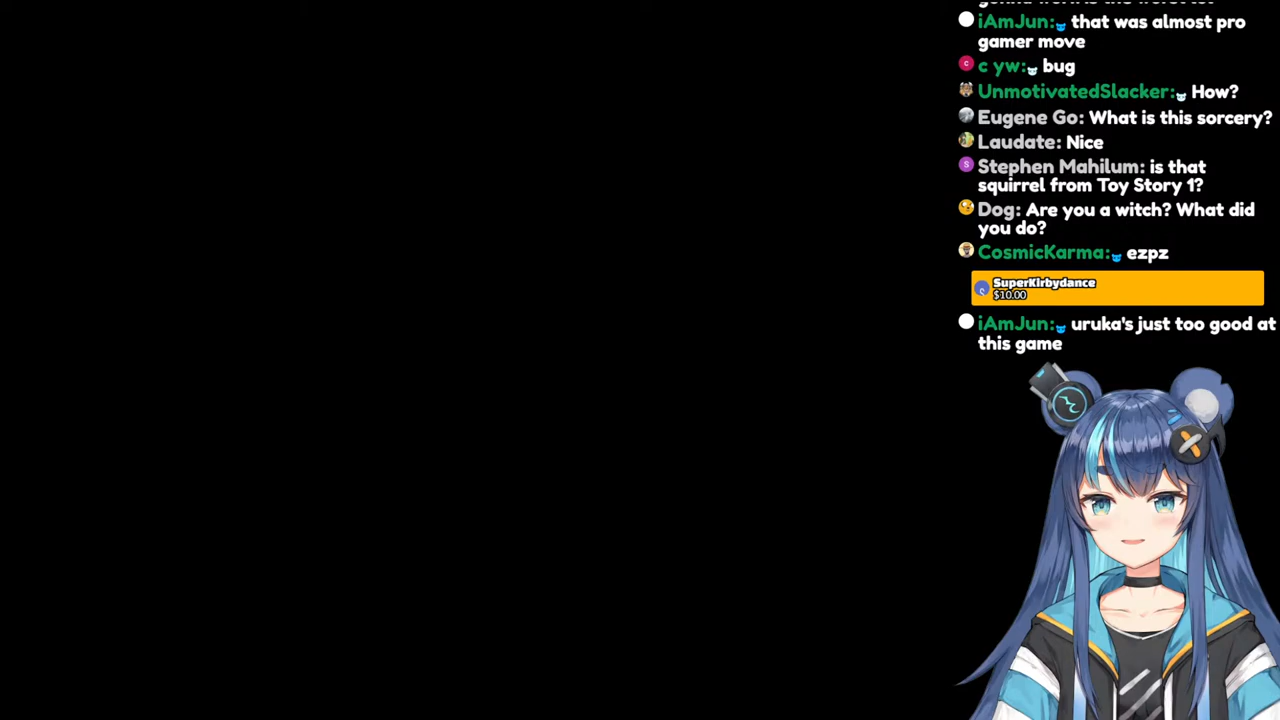 iAmJun: that was almost pro
gamer move
c yw: bug
UnmotivatedSlacker: How?
Eugene Go: What is this sorcery?
Laudate: Nice
Stephen Mahilum: is that
squirrel from Toy Story 1?
Dog: Are you a witch? What did
you do?
CosmicKarma: ezpz
SuperKirbydance
$10.00
iAmJun: uruka's just too good at
this game